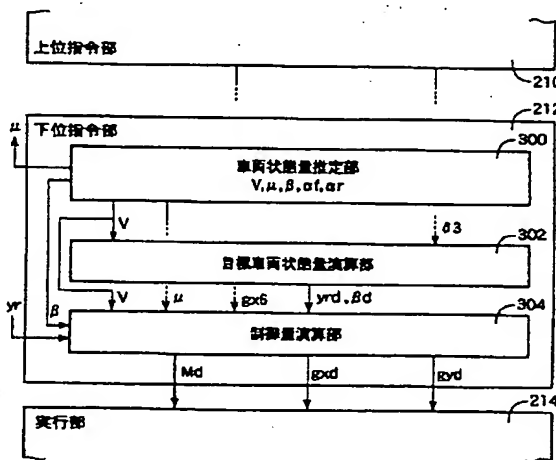 上位指令部
210
212
下位指令部
μ
300
車両状態量推定部
V,μ,β,αf,αr
V
δ3
302
目標車両状態量演算部
yr
β
V
μ
gx6
yrd,βd
304
制御量演算部
Md
gxd
gyd
214
実行部